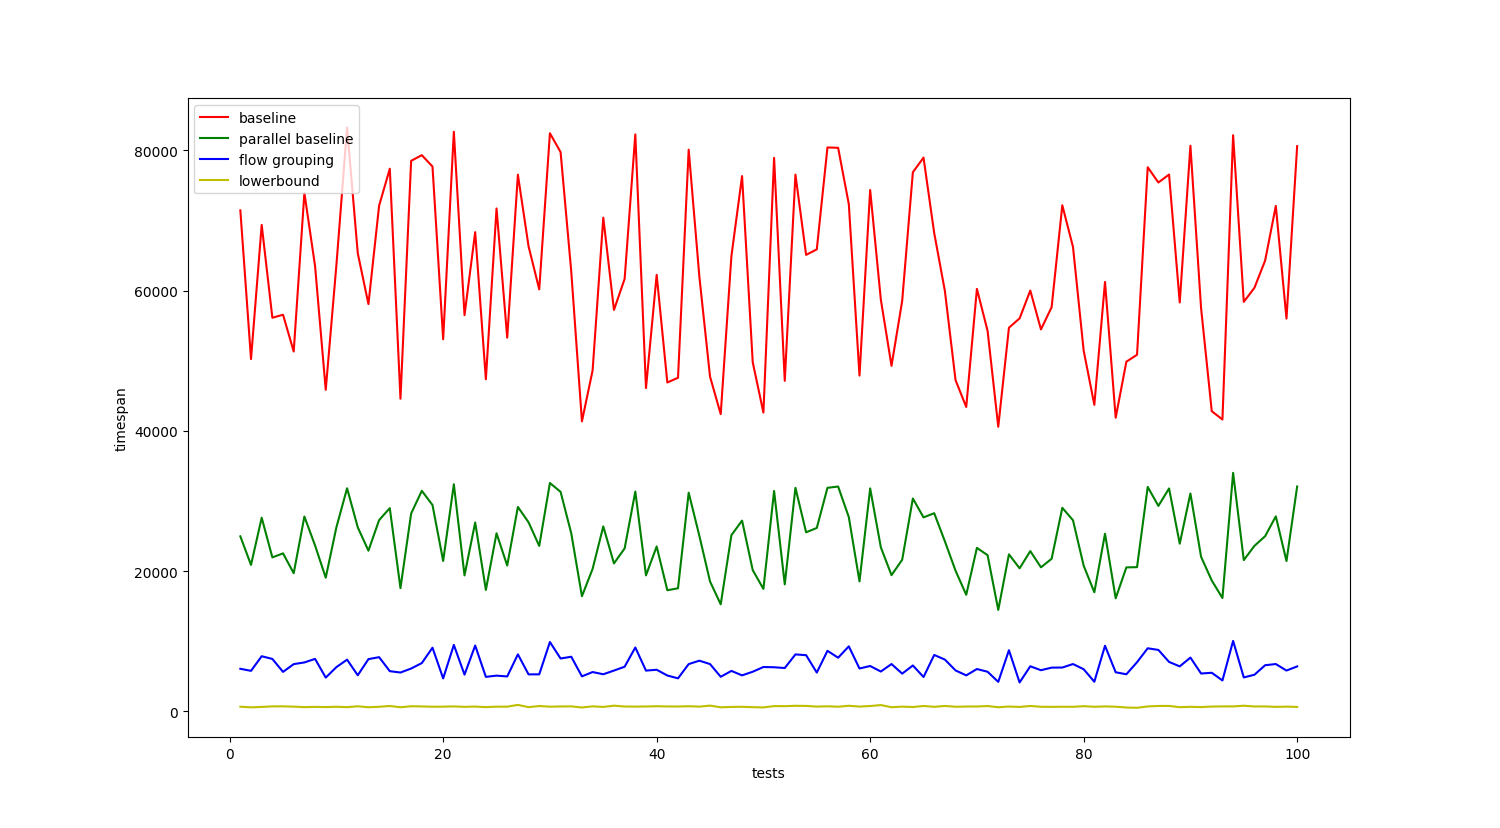 baseline
parallel baseline
flow grouping
lowerbound
80000
60000
40000
20000
0
timespan
0 20 40 60 80 100
tests